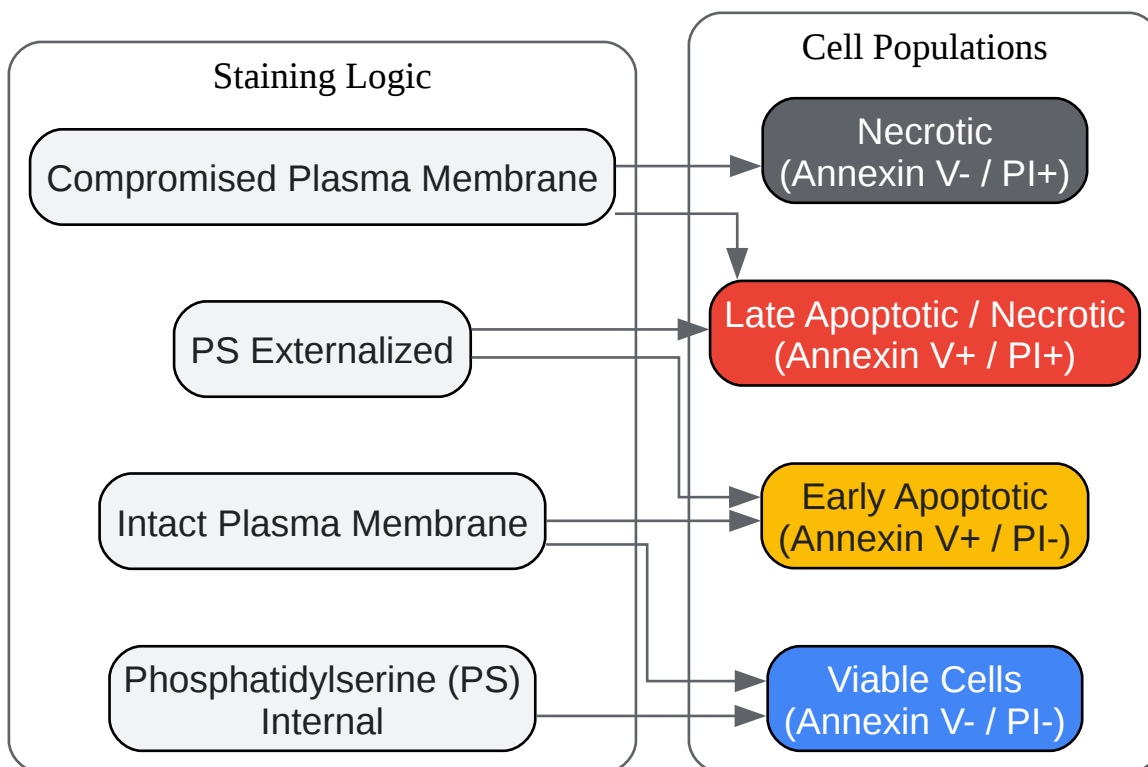 Staining Logic
Compromised Plasma Membrane
PS Externalized
Intact Plasma Membrane
Phosphatidylserine (PS)
Internal
Cell Populations
Necrotic
(Annexin V- / PI+)
Late Apoptotic / Necrotic
(Annexin V+ / PI+)
Early Apoptotic
(Annexin V+ / PI-)
Viable Cells
(Annexin V- / PI-)